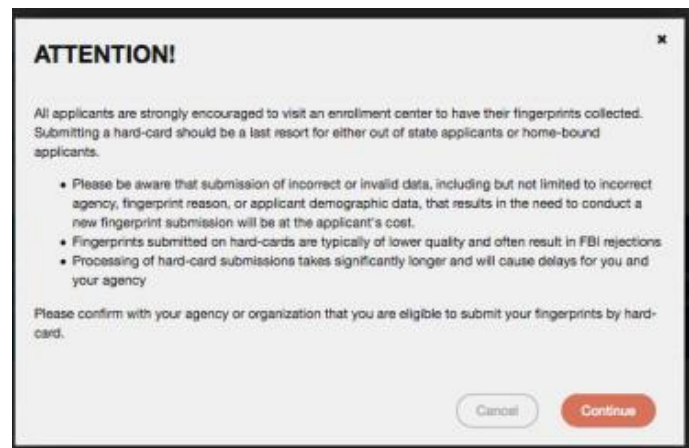 ATTENTION!
All applicants are strongly encouraged to visit an enrollment center to have their fingerprints collected.
Submitting a hard-card should be a last resort for either out of state applicants or home-bound
applicants.
• Please be aware that submission of incorrect or invalid data, including but not limited to incorrect
agency, fingerprint reason, or applicant demographic data, that results in the need to conduct a
new fingerprint submission will be at the applicant's cost.
• Fingerprints submitted on hard-cards are typically of lower quality and often result in FBI rejections
• Processing of hard-card submissions takes significantly longer and will cause delays for you and
your agency
Please confirm with your agency or organization that you are eligible to submit your fingerprints by hard-
card.
Cancel Continue